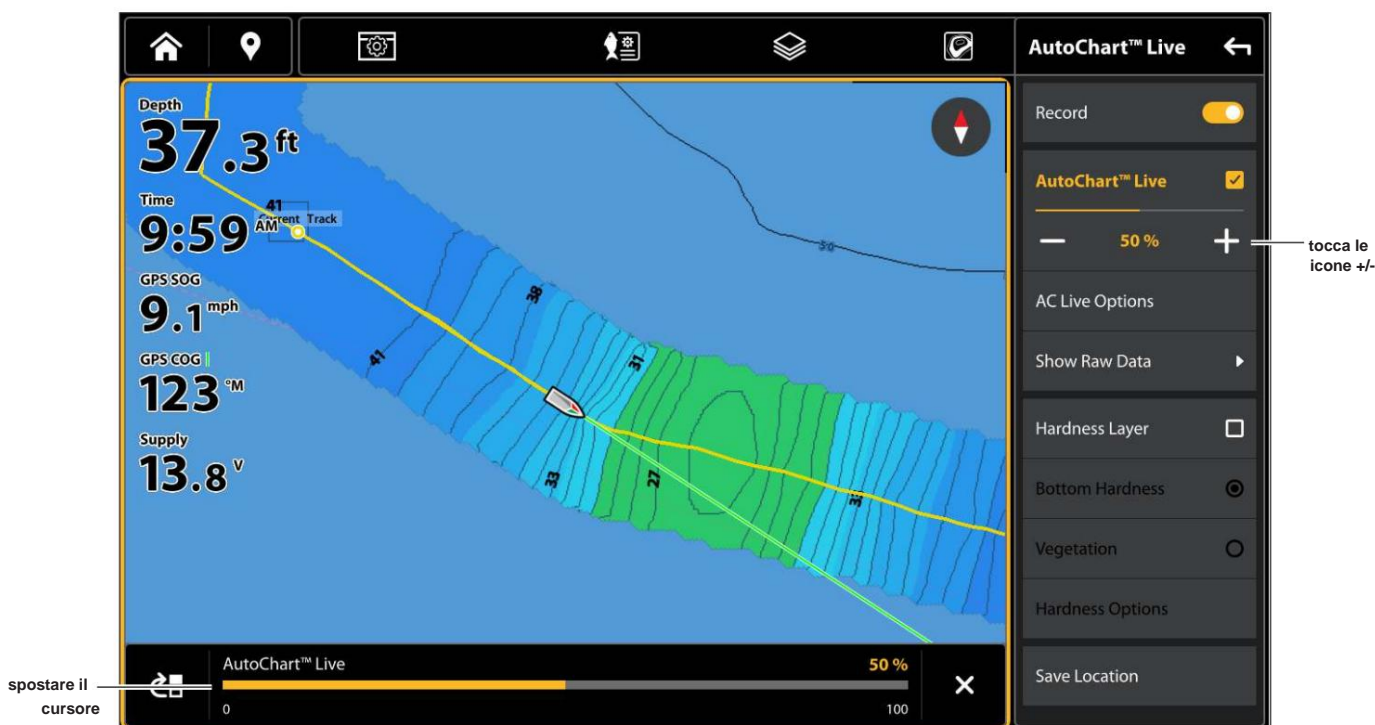 AutoChart™ Live
Depth
37.3 ft
Time
9:59 AM
GPS SOG
9.1 mph
GPS COG
123 °M
Supply
13.8 V
41
Current Track
38
41
31
33
27
Record
AutoChart™ Live
50 %
AC Live Options
Show Raw Data
Hardness Layer
Bottom Hardness
Vegetation
Hardness Options
Save Location
tocca le
icone +/-
AutoChart™ Live
50 %
0
100
spostare il
cursore